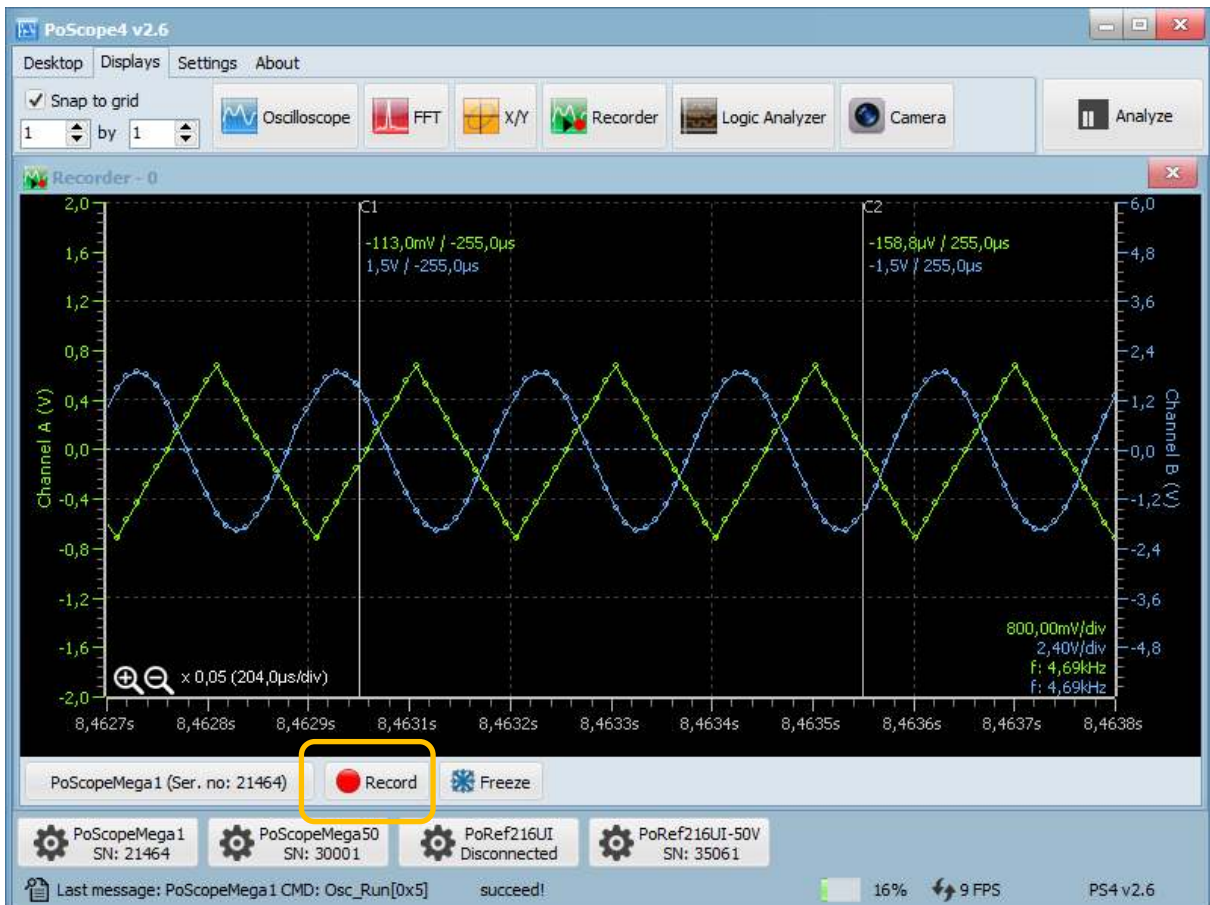 PoScope4 v2.6
Desktop Displays Settings About
Snap to grid
1 by 1
Oscilloscope FFT X/Y Recorder Logic Analyzer Camera Analyze
Recorder - 0
C1 C2
-113,0mV / -255,0µs
1,5V / -255,0µs
-158,8µV / 255,0µs
-1,5V / 255,0µs
2,0
1,6
1,2
0,8
0,4
0,0
-0,4
-0,8
-1,2
-1,6
-2,0
Channel A (V)
6,0
4,8
3,6
2,4
1,2
0,0
-1,2
-2,4
-3,6
-4,8
Channel B (V)
800,00mV/div
2,40V/div
f: 4,69kHz
f: 4,69kHz
x 0,05 (204,0µs/div)
8,4627s 8,4628s 8,4629s 8,4631s 8,4632s 8,4633s 8,4634s 8,4635s 8,4636s 8,4637s 8,4638s
PoScopeMega1 (Ser. no: 21464) Record Freeze
PoScopeMega1
SN: 21464
PoScopeMega50
SN: 30001
PoRef216UI
Disconnected
PoRef216UI-50V
SN: 35061
Last message: PoScopeMega1 CMD: Osc_Run[0x5] succeed! 16% 9 FPS PS4 v2.6